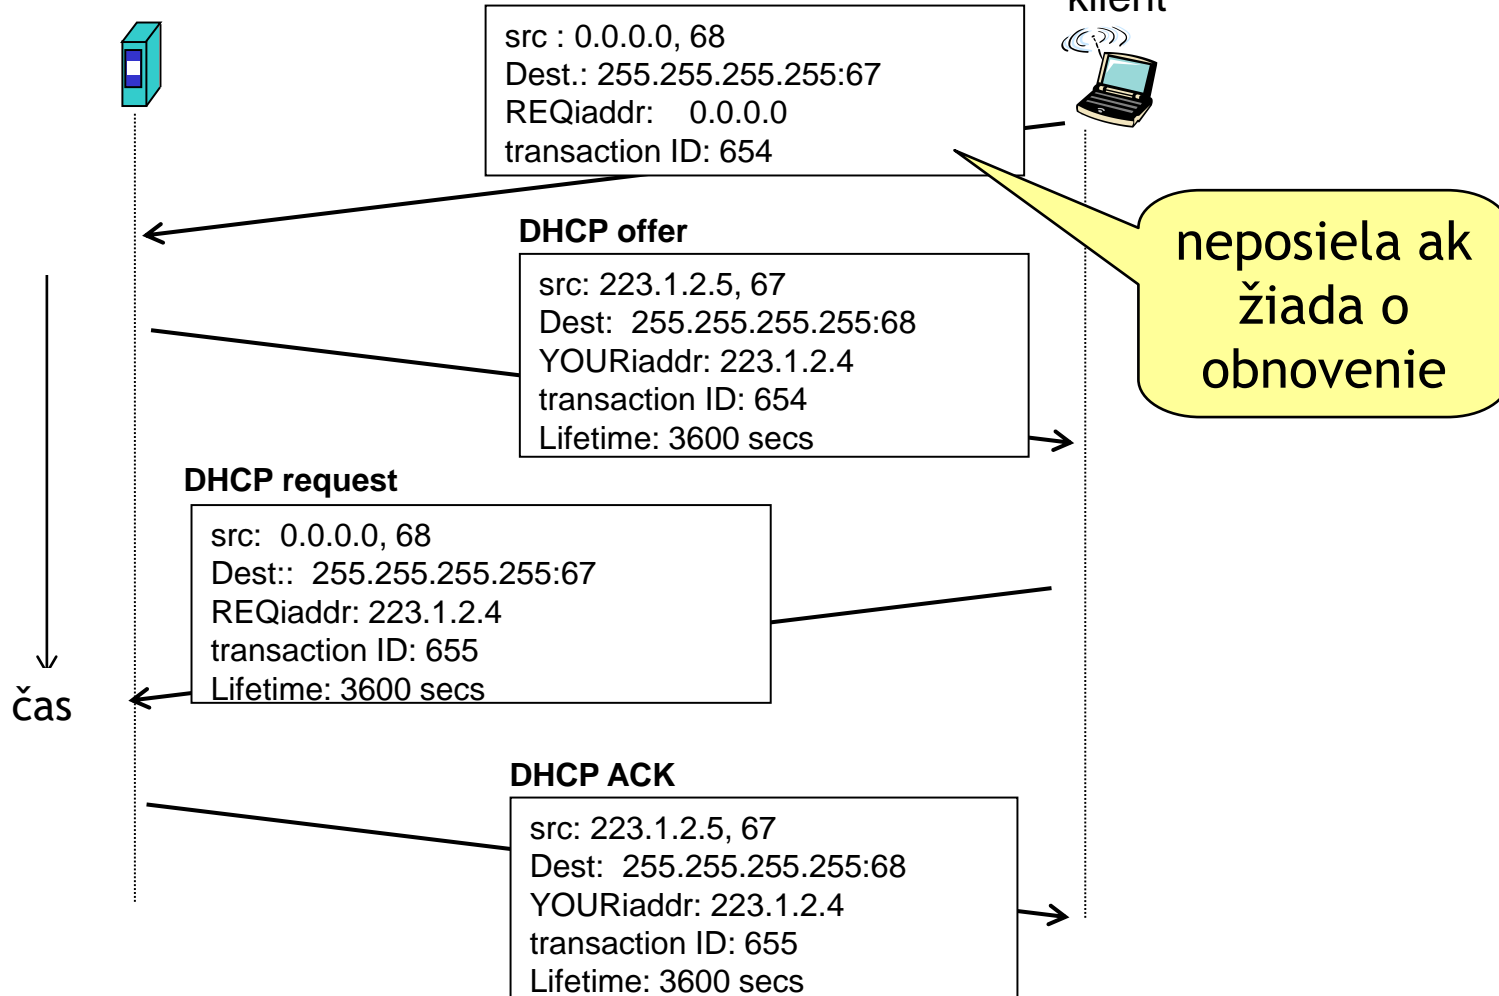 klient
src : 0.0.0.0, 68
Dest.: 255.255.255.255:67
REQiaddr: 0.0.0.0
transaction ID: 654
neposiela ak
žiada o
obnovenie
DHCP offer
src: 223.1.2.5, 67
Dest: 255.255.255.255:68
YOURiaddr: 223.1.2.4
transaction ID: 654
Lifetime: 3600 secs
DHCP request
src: 0.0.0.0, 68
Dest:: 255.255.255.255:67
REQiaddr: 223.1.2.4
transaction ID: 655
Lifetime: 3600 secs
čas
DHCP ACK
src: 223.1.2.5, 67
Dest: 255.255.255.255:68
YOURiaddr: 223.1.2.4
transaction ID: 655
Lifetime: 3600 secs